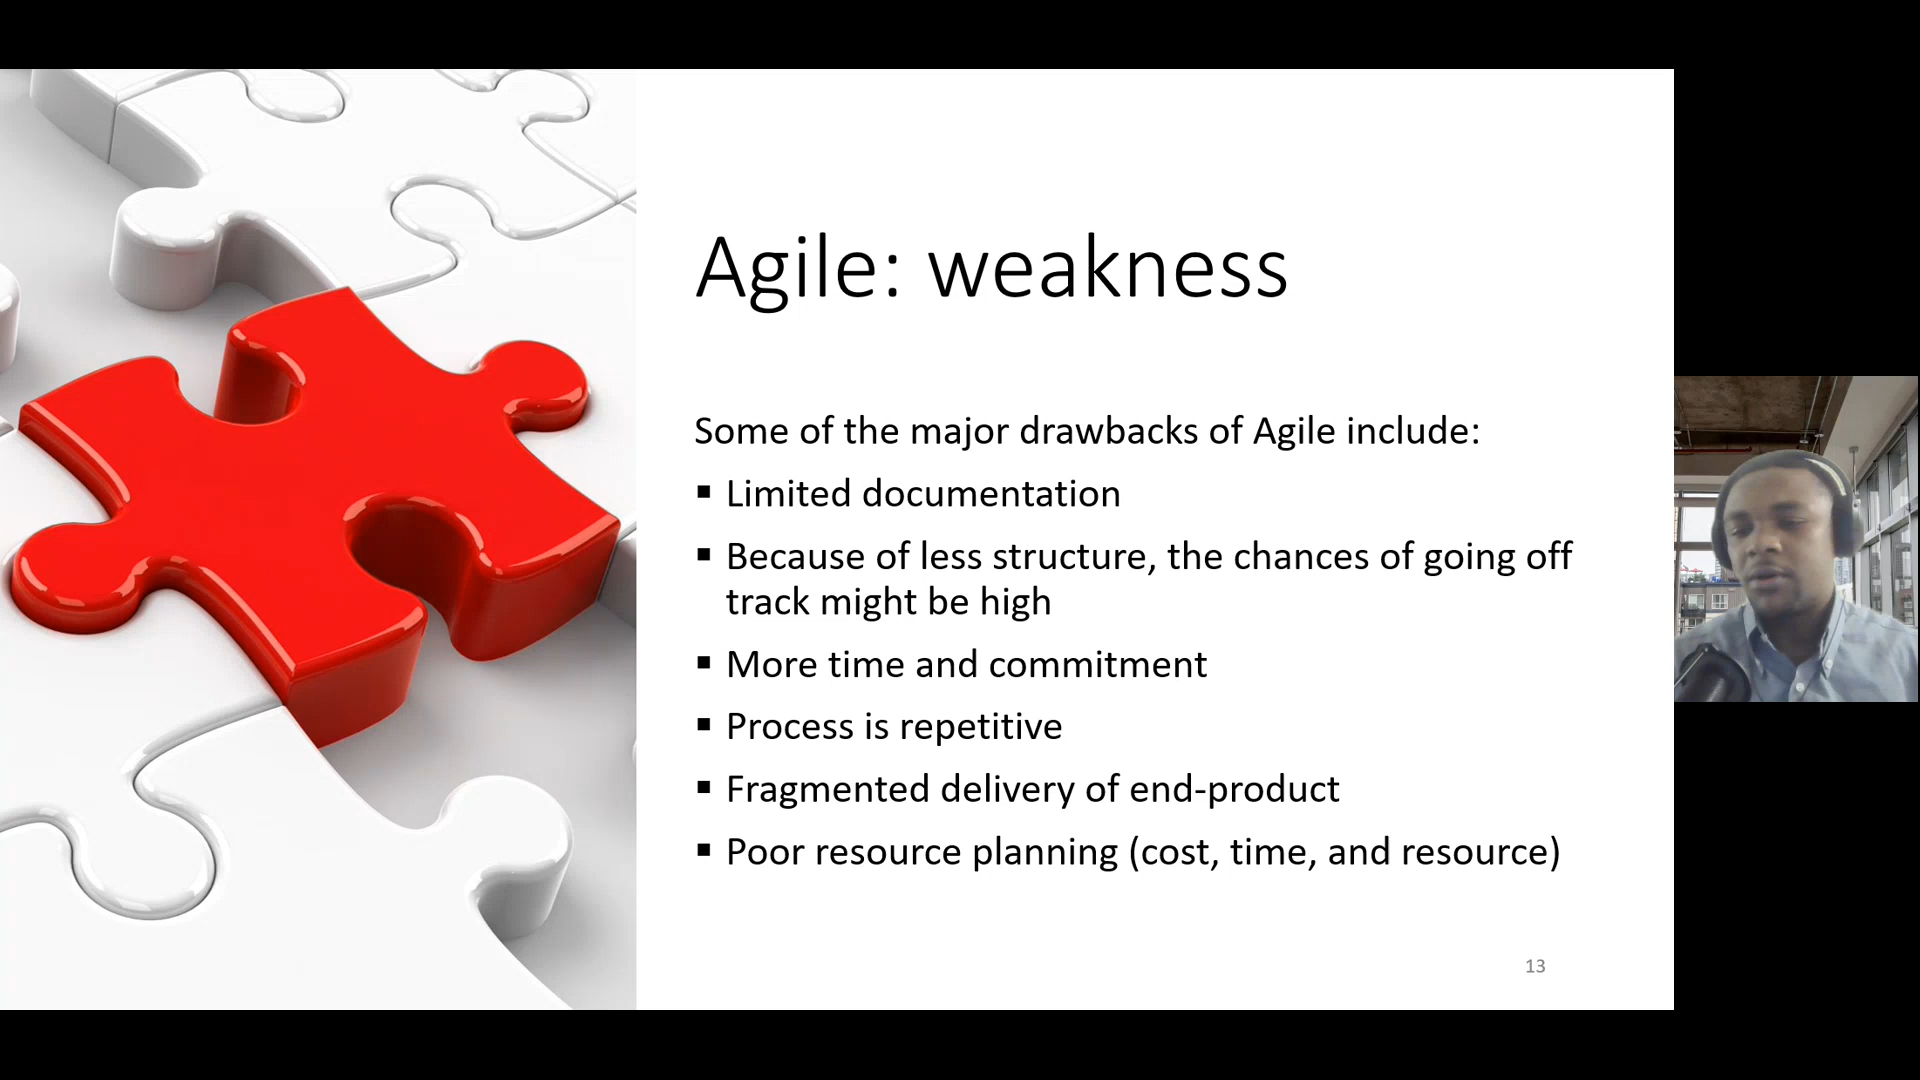 Agile: weakness
Some of the major drawbacks of Agile include:
▪ Limited documentation
▪ Because of less structure, the chances of going off
track might be high
▪ More time and commitment
▪ Process is repetitive
▪ Fragmented delivery of end-product
▪ Poor resource planning (cost, time, and resource)
13